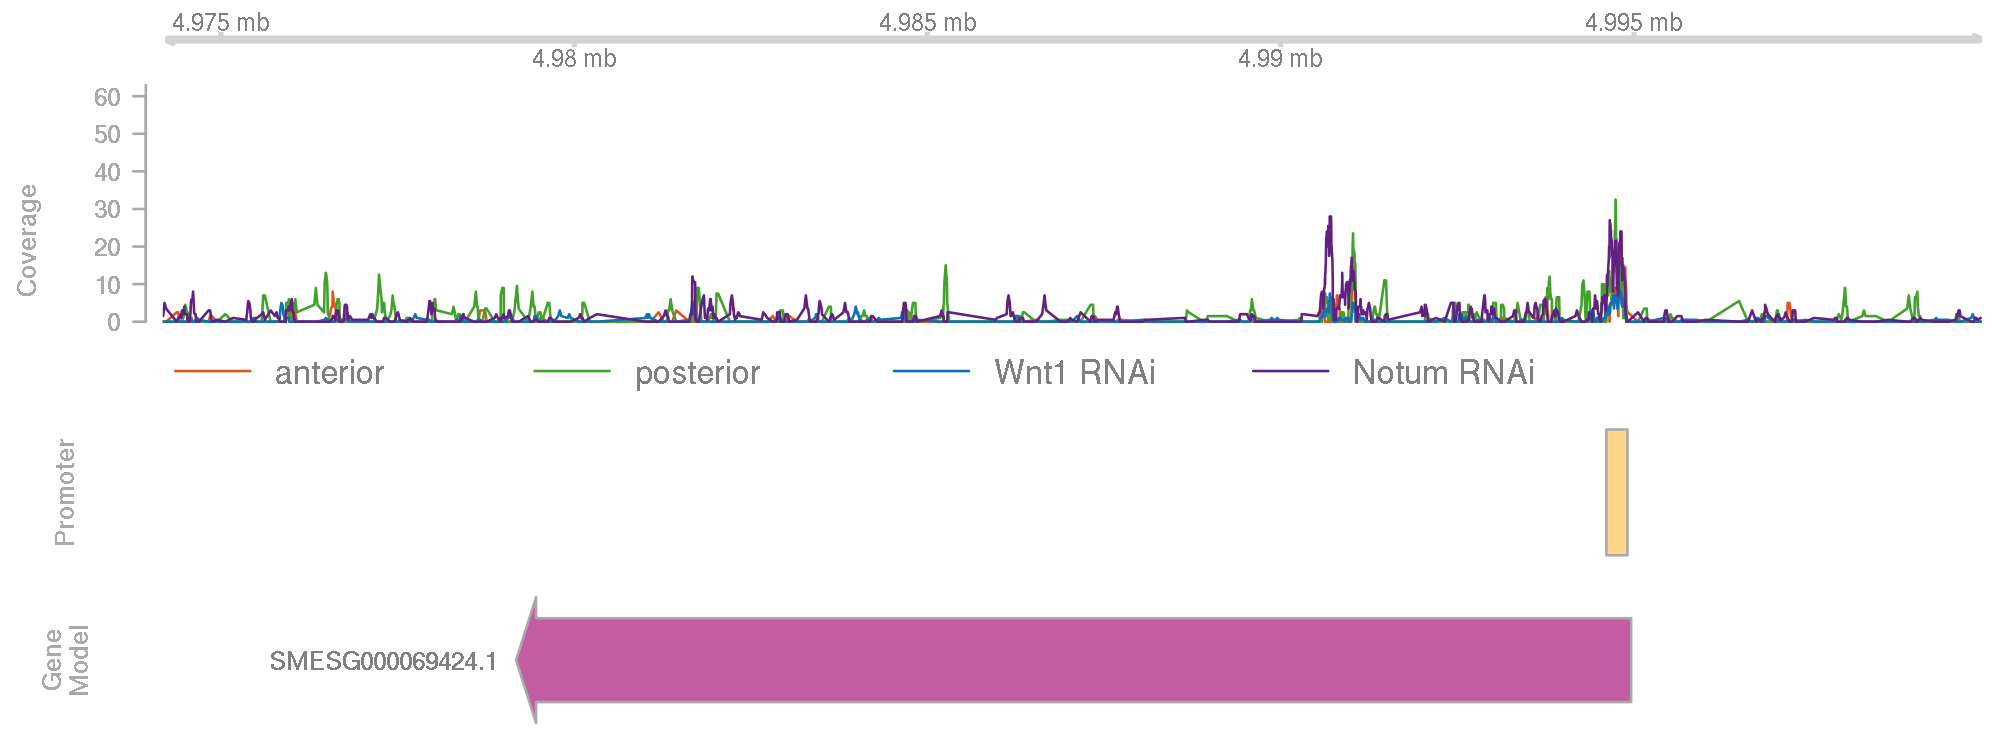 4.975 mb 4.985 mb 4.995 mb
4.98 mb 4.99 mb
Coverage
60
50
40
30
20
10
0
anterior posterior Wnt1 RNAi Notum RNAi
Promoter
Gene
Model
SMESG000069424.1